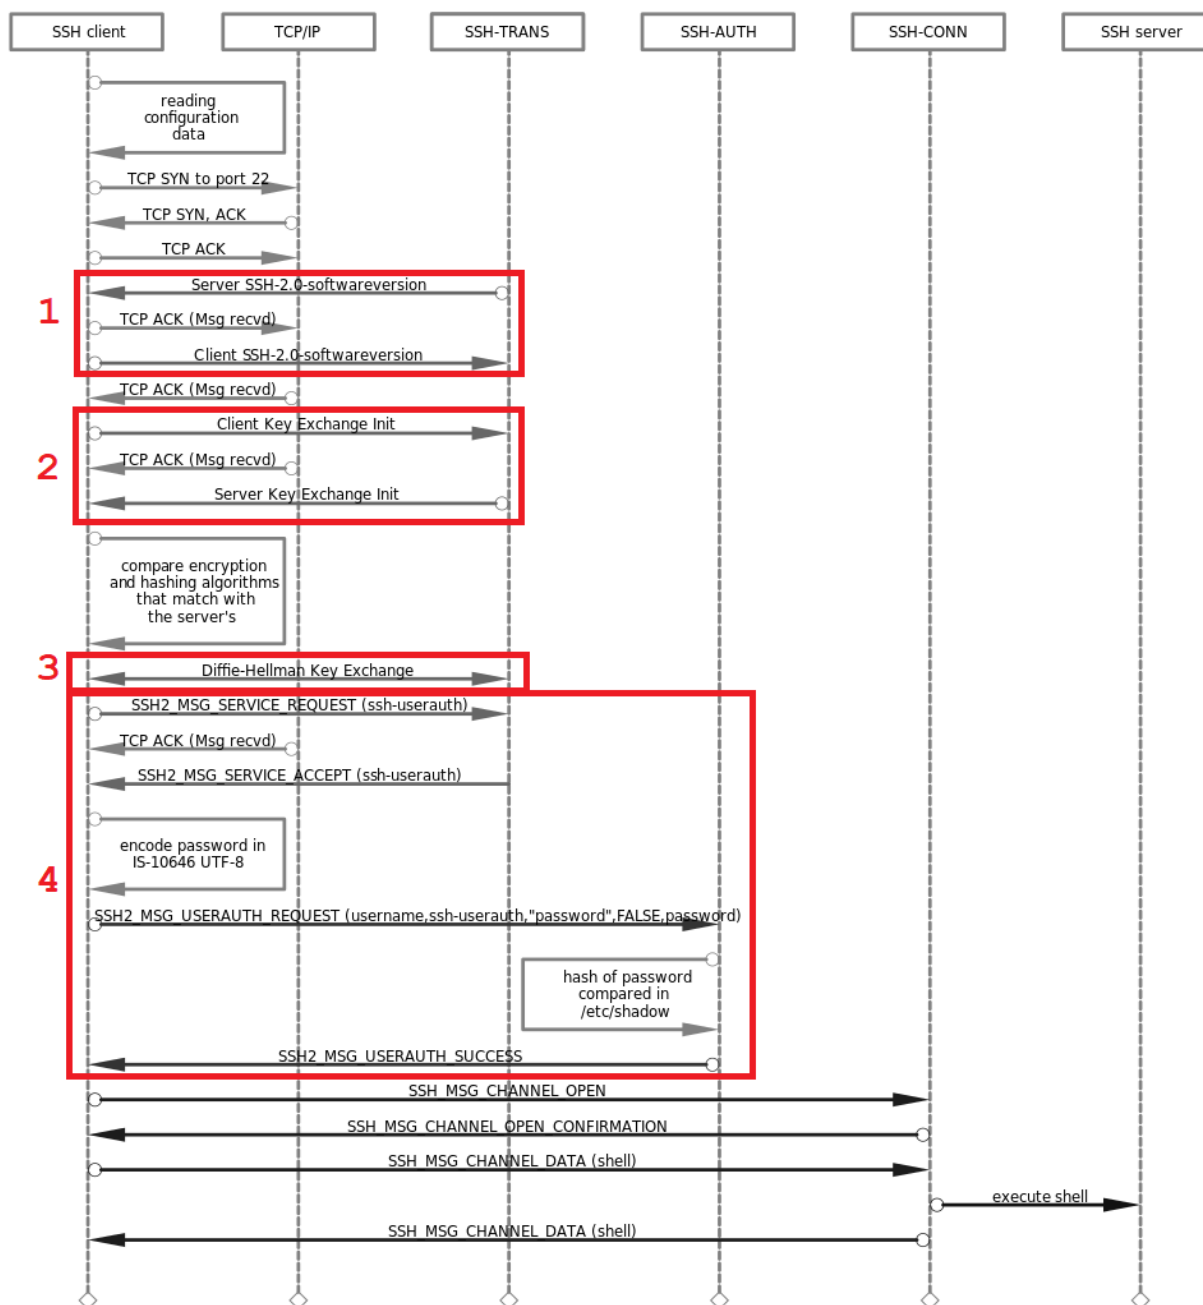 SSH client
TCP/IP
SSH-TRANS
SSH-AUTH
SSH-CONN
SSH server
reading
configuration
data
TCP SYN to port 22
TCP SYN, ACK
TCP ACK
1
Server SSH-2.0-softwareversion
TCP ACK (Msg recvd)
Client SSH-2.0-softwareversion
TCP ACK (Msg recvd)
2
Client Key Exchange Init
TCP ACK (Msg recvd)
Server Key Exchange Init
compare encryption
and hashing algorithms
that match with
the server's
3
Diffie-Hellman Key Exchange
4
SSH2_MSG_SERVICE_REQUEST (ssh-userauth)
TCP ACK (Msg recvd)
SSH2_MSG_SERVICE_ACCEPT (ssh-userauth)
encode password in
IS-10646 UTF-8
SSH2_MSG_USERAUTH_REQUEST (username,ssh-userauth,"password",FALSE,password)
hash of password
compared in
/etc/shadow
SSH2_MSG_USERAUTH_SUCCESS
SSH_MSG_CHANNEL_OPEN
SSH_MSG_CHANNEL_OPEN_CONFIRMATION
SSH_MSG_CHANNEL_DATA (shell)
execute shell
SSH_MSG_CHANNEL_DATA (shell)